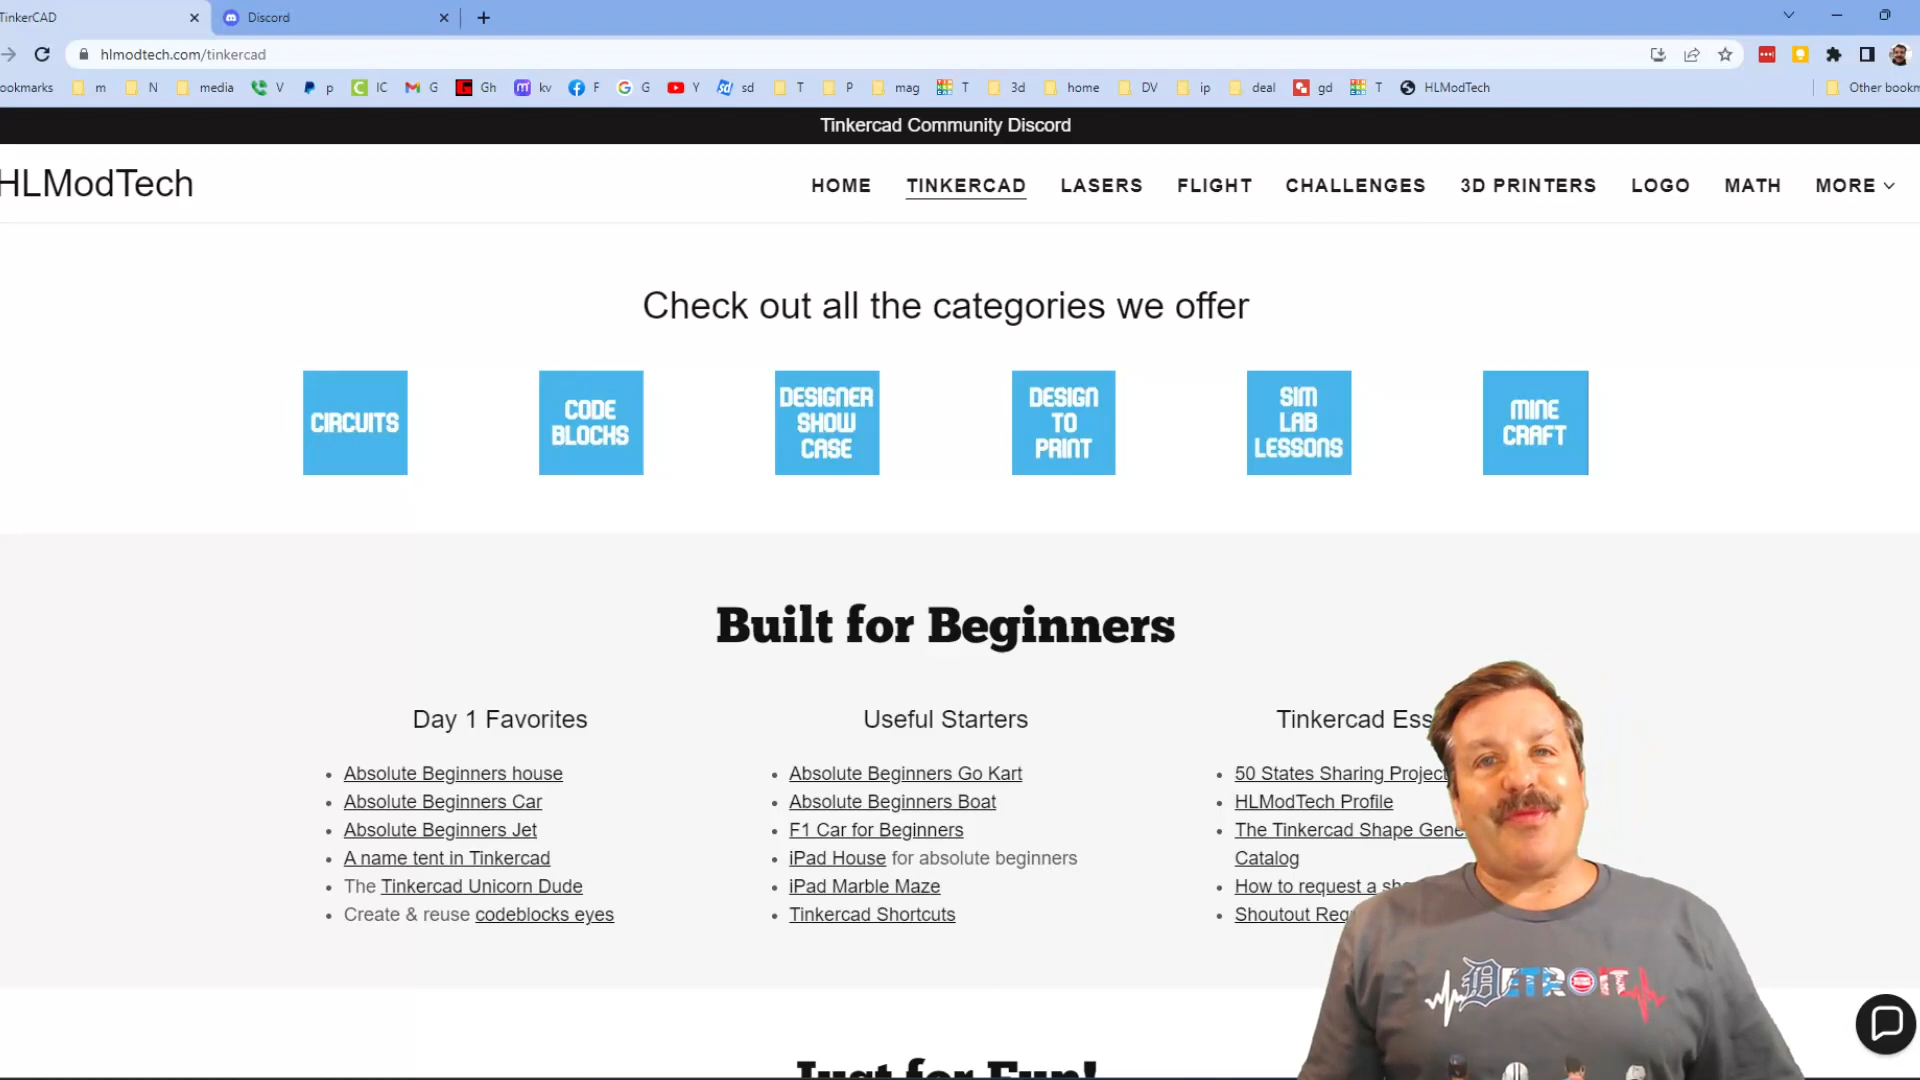 TinkerCAD
Discord
hlmodtech.com/tinkercad
ookmarks m N media V p IC G Gh kv F G Y sd T P mag T 3d home DV ip deal gd T HLModTech Other bookm
Tinkercad Community Discord
HLModTech
HOME TINKERCAD LASERS FLIGHT CHALLENGES 3D PRINTERS LOGO MATH MORE
Check out all the categories we offer
CIRCUITS
CODE
BLOCKS
DESIGNER
SHOW
CASE
DESIGN
TO
PRINT
SIM
LAB
LESSONS
MINE
CRAFT
Built for Beginners
Day 1 Favorites
Absolute Beginners house
Absolute Beginners Car
Absolute Beginners Jet
A name tent in Tinkercad
The Tinkercad Unicorn Dude
Create & reuse codeblocks eyes
Useful Starters
Absolute Beginners Go Kart
Absolute Beginners Boat
F1 Car for Beginners
iPad House for absolute beginners
iPad Marble Maze
Tinkercad Shortcuts
Tinkercad Ess
50 States Sharing Project
HLModTech Profile
The Tinkercad Shape Gene
Catalog
How to request a sh
Shoutout Req
DETROIT
Just for Fun!